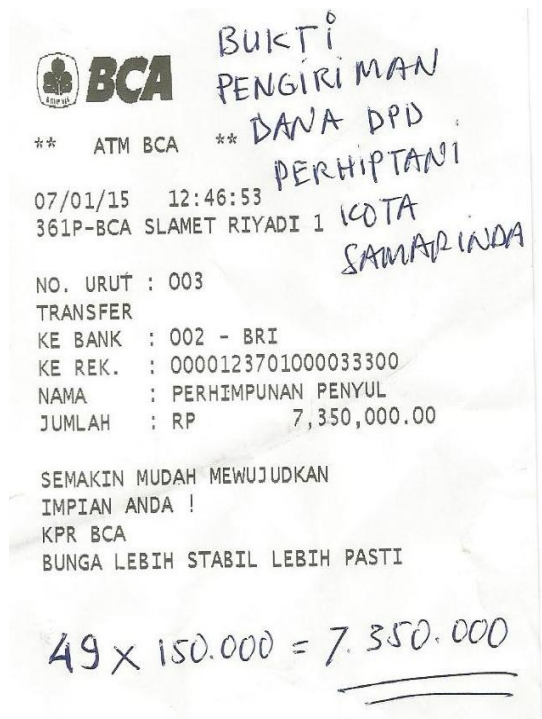 BUKTI
PENGIRIMAN
DANA DPD
PERHIPTANI
KOTA
SAMARINDA
BCA
** ATM BCA **
07/01/15 12:46:53
361P-BCA SLAMET RIYADI 1
NO. URUT : 003
TRANSFER
KE BANK : 002 - BRI
KE REK. : 0000123701000033300
NAMA : PERHIMPUNAN PENYUL
JUMLAH : RP 7,350,000.00
SEMAKIN MUDAH MEWUJUDKAN
IMPIAN ANDA !
KPR BCA
BUNGA LEBIH STABIL LEBIH PASTI
49 x 150.000 = 7.350.000